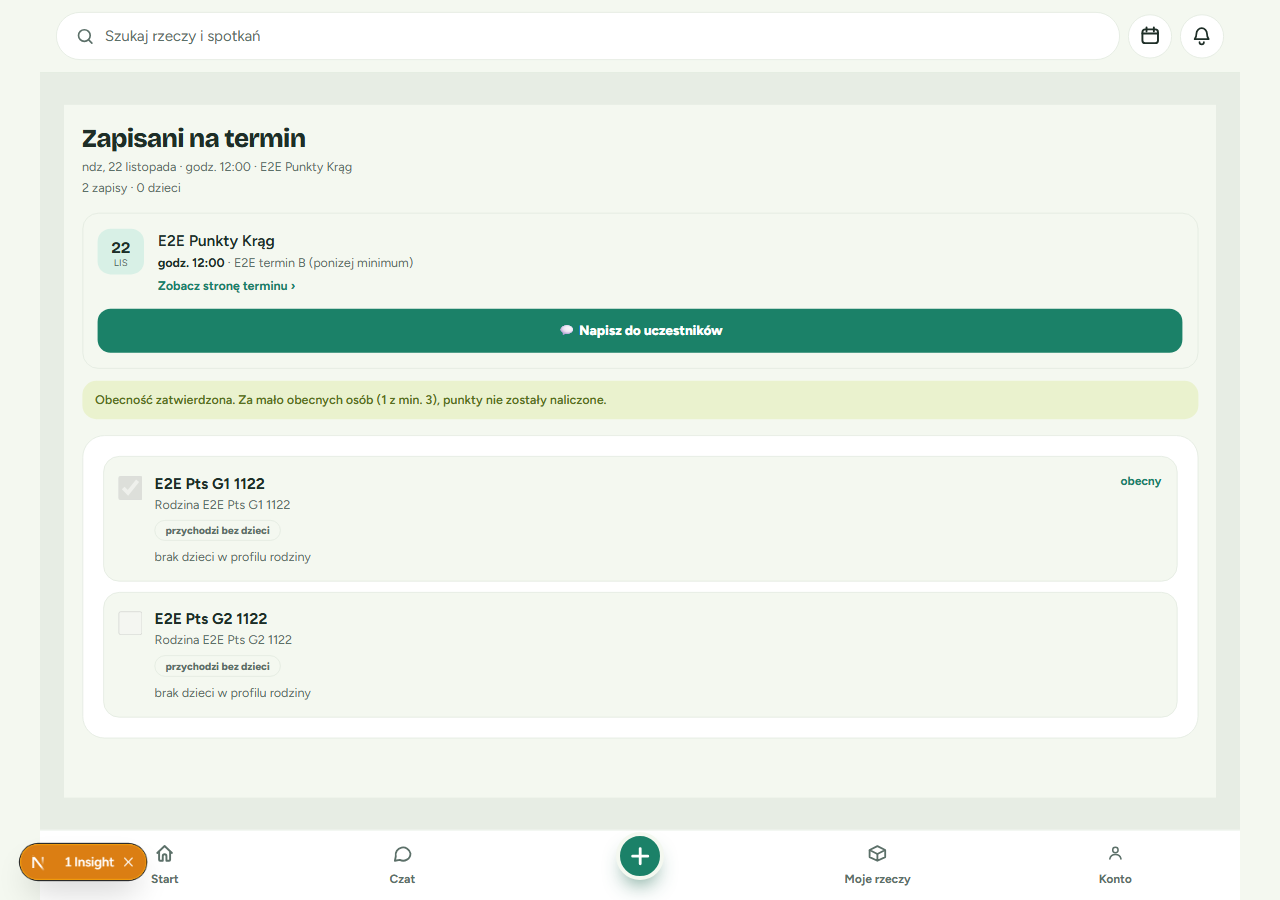 Szukaj rzeczy i spotkań
Zapisani na termin
ndz, 22 listopada · godz. 12:00 · E2E Punkty Krąg
2 zapisy · 0 dzieci
22
LIS
E2E Punkty Krąg
godz. 12:00 · E2E termin B (ponizej minimum)
Zobacz stronę terminu ›
Napisz do uczestników
Obecność zatwierdzona. Za mało obecnych osób (1 z min. 3), punkty nie zostały naliczone.
E2E Pts G1 1122
obecny
Rodzina E2E Pts G1 1122
przychodzi bez dzieci
brak dzieci w profilu rodziny
E2E Pts G2 1122
Rodzina E2E Pts G2 1122
przychodzi bez dzieci
brak dzieci w profilu rodziny
N 1 Insight
Start
Czat
Moje rzeczy
Konto